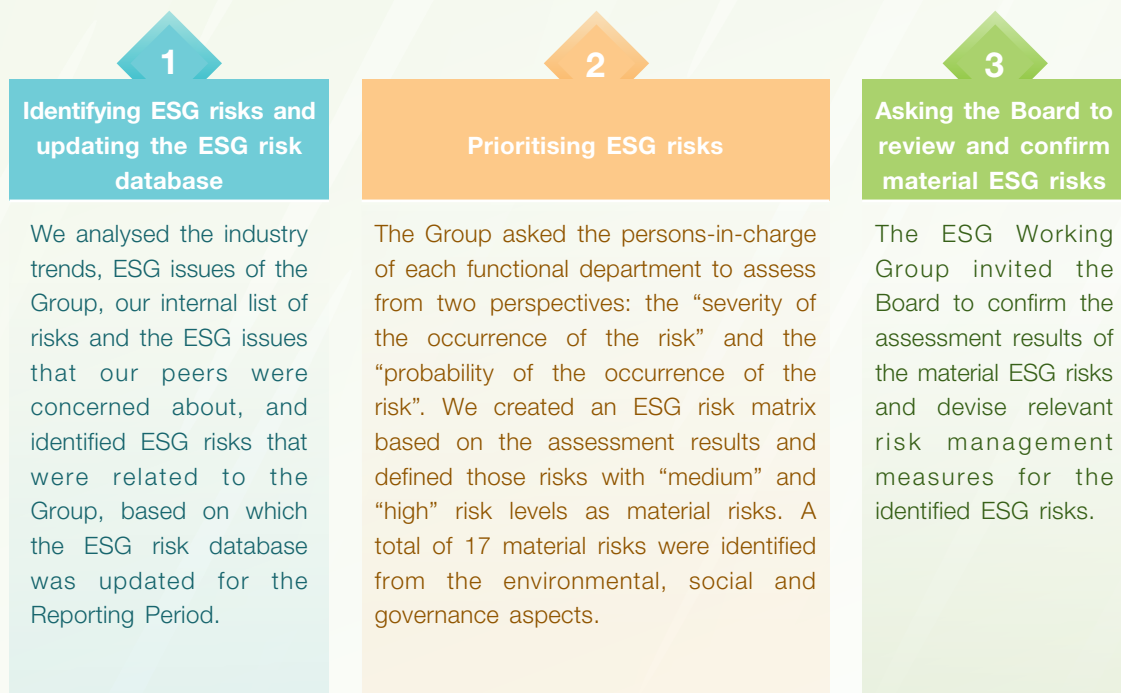 1
Identifying ESG risks and
updating the ESG risk
database
We analysed the industry
trends, ESG issues of the
Group, our internal list of
risks and the ESG issues
that our peers were
concerned about, and
identified ESG risks that
were related to the
Group, based on which
the ESG risk database
was updated for the
Reporting Period.
2
Prioritising ESG risks
The Group asked the persons-in-charge
of each functional department to assess
from two perspectives: the “severity of
the occurrence of the risk” and the
“probability of the occurrence of the
risk”. We created an ESG risk matrix
based on the assessment results and
defined those risks with “medium” and
“high” risk levels as material risks. A
total of 17 material risks were identified
from the environmental, social and
governance aspects.
3
Asking the Board to
review and confirm
material ESG risks
The ESG Working
Group invited the
Board to confirm the
assessment results of
the material ESG risks
and devise relevant
risk management
measures for the
identified ESG risks.